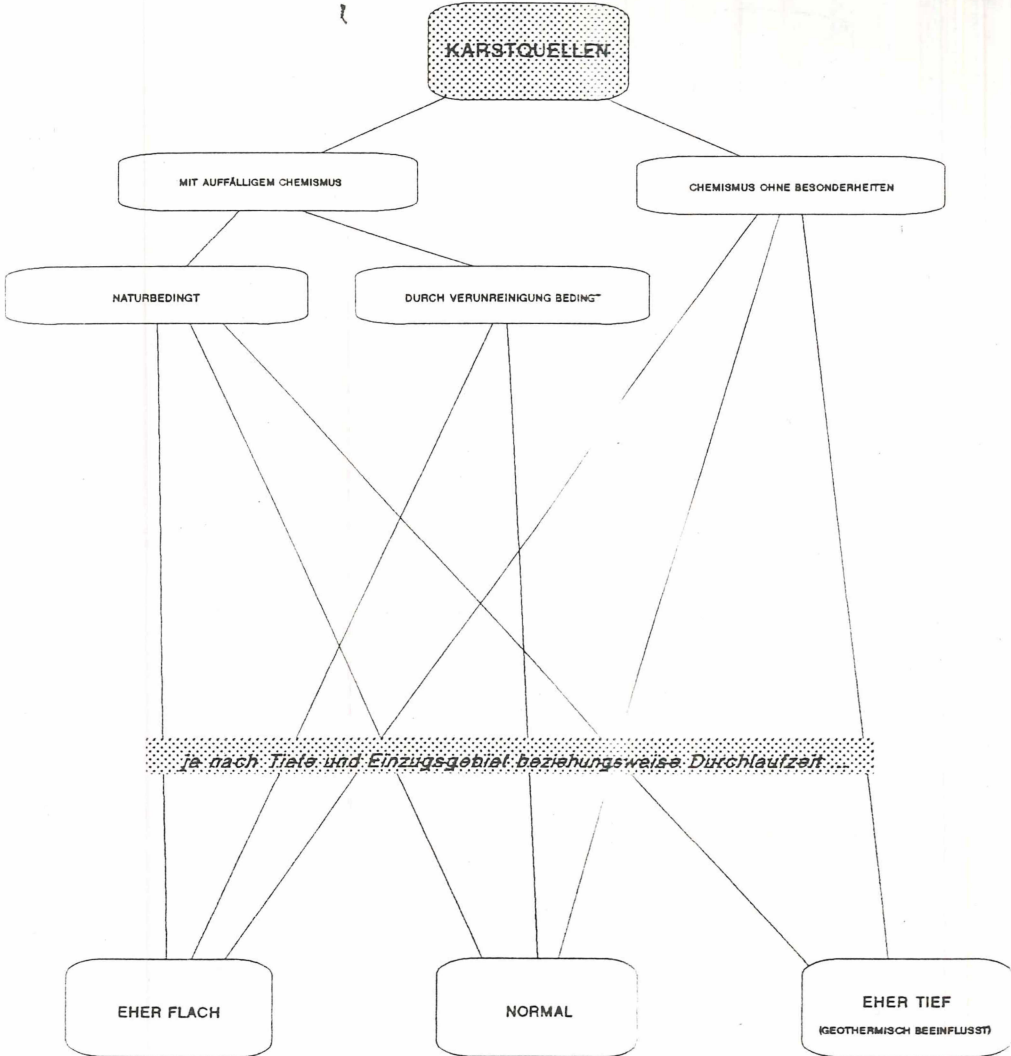 KARSTQUELLEN
MIT AUFFÄLLIGEM CHEMISMUS
CHEMISMUS OHNE BESONDERHEITEN
NATURBEDINGT
DURCH VERUNREINIGUNG BEDINGT
je nach Tiefe und Einzugsgebiet beziehungsweise Durchlaufzeit ...
EHER FLACH
NORMAL
EHER TIEF
(GEOTHERMISCH BEEINFLUSST)